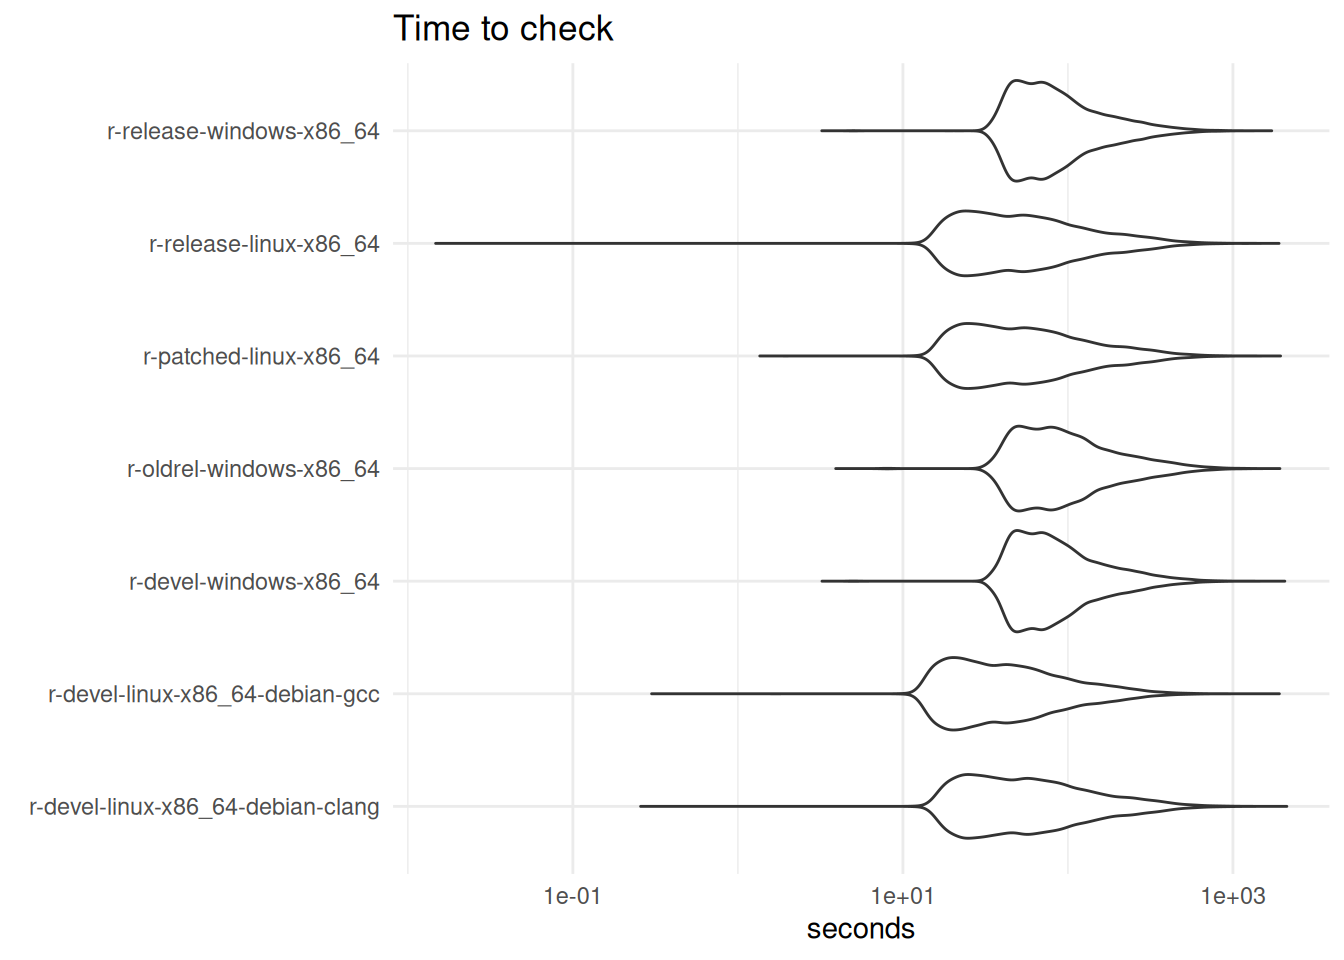 Time to check
r-release-windows-x86_64
r-release-linux-x86_64
r-patched-linux-x86_64
r-oldrel-windows-x86_64
r-devel-windows-x86_64
r-devel-linux-x86_64-debian-gcc
r-devel-linux-x86_64-debian-clang
1e-01 1e+01 1e+03
seconds